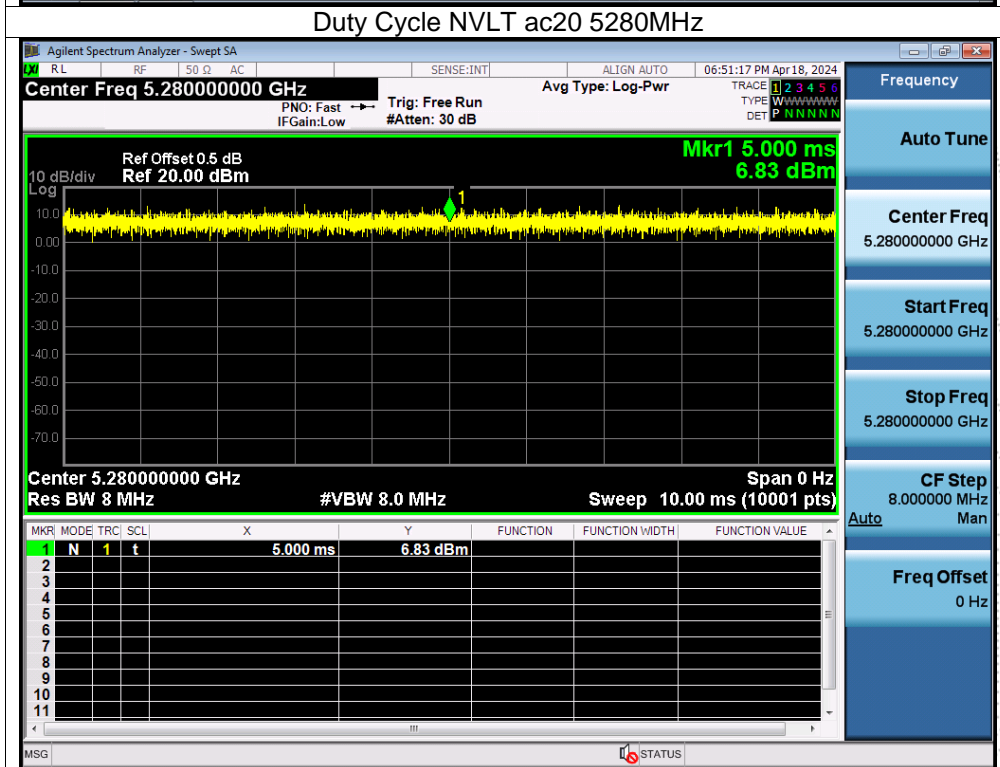 Duty Cycle NVLT ac20 5280MHz
Agilent Spectrum Analyzer - Swept SA
LXI RL RF 50 Ω AC SENSE:INT ALIGN AUTO 06:51:17 PM Apr 18, 2024
Center Freq 5.280000000 GHz
PNO: Fast
IFGain:Low
Trig: Free Run
#Atten: 30 dB
Avg Type: Log-Pwr
TRACE 1 2 3 4 5 6
TYPE WWWWWW
DET P N N N N N
Mkr1 5.000 ms
6.83 dBm
Ref Offset 0.5 dB
10 dB/div Ref 20.00 dBm
Log
1
10.0
0.00
-10.0
-20.0
-30.0
-40.0
-50.0
-60.0
-70.0
Center 5.280000000 GHz Span 0 Hz
Res BW 8 MHz #VBW 8.0 MHz Sweep 10.00 ms (10001 pts)
MKR MODE TRC SCL X Y FUNCTION FUNCTION WIDTH FUNCTION VALUE
1 N 1 t 5.000 ms 6.83 dBm
2
3
4
5
6
7
8
9
10
11
MSG STATUS
Frequency
Auto Tune
Center Freq
5.280000000 GHz
Start Freq
5.280000000 GHz
Stop Freq
5.280000000 GHz
CF Step
8.000000 MHz
Auto Man
Freq Offset
0 Hz